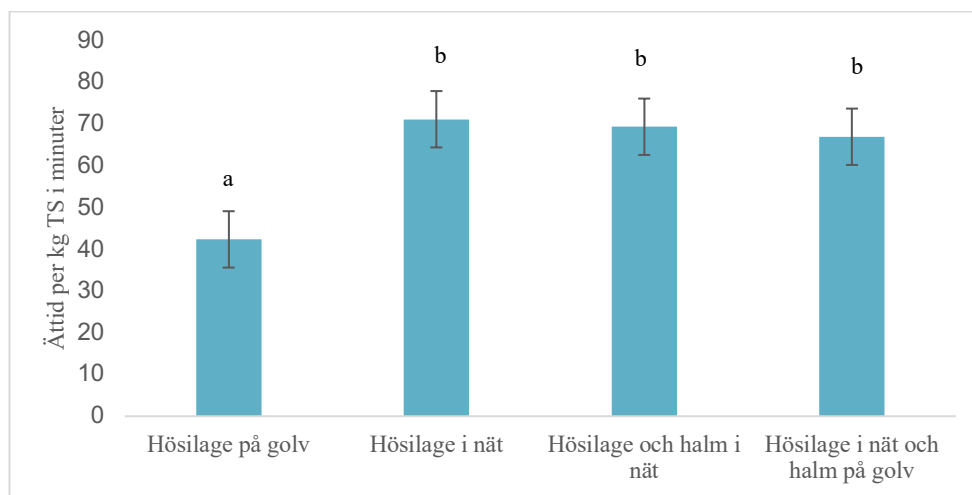 Ättid per kg TS i minuter
90
80
70
60
50
40
30
20
10
0
a
b
b
b
Hösilage på golv
Hösilage i nät
Hösilage och halm i
nät
Hösilage i nät och
halm på golv